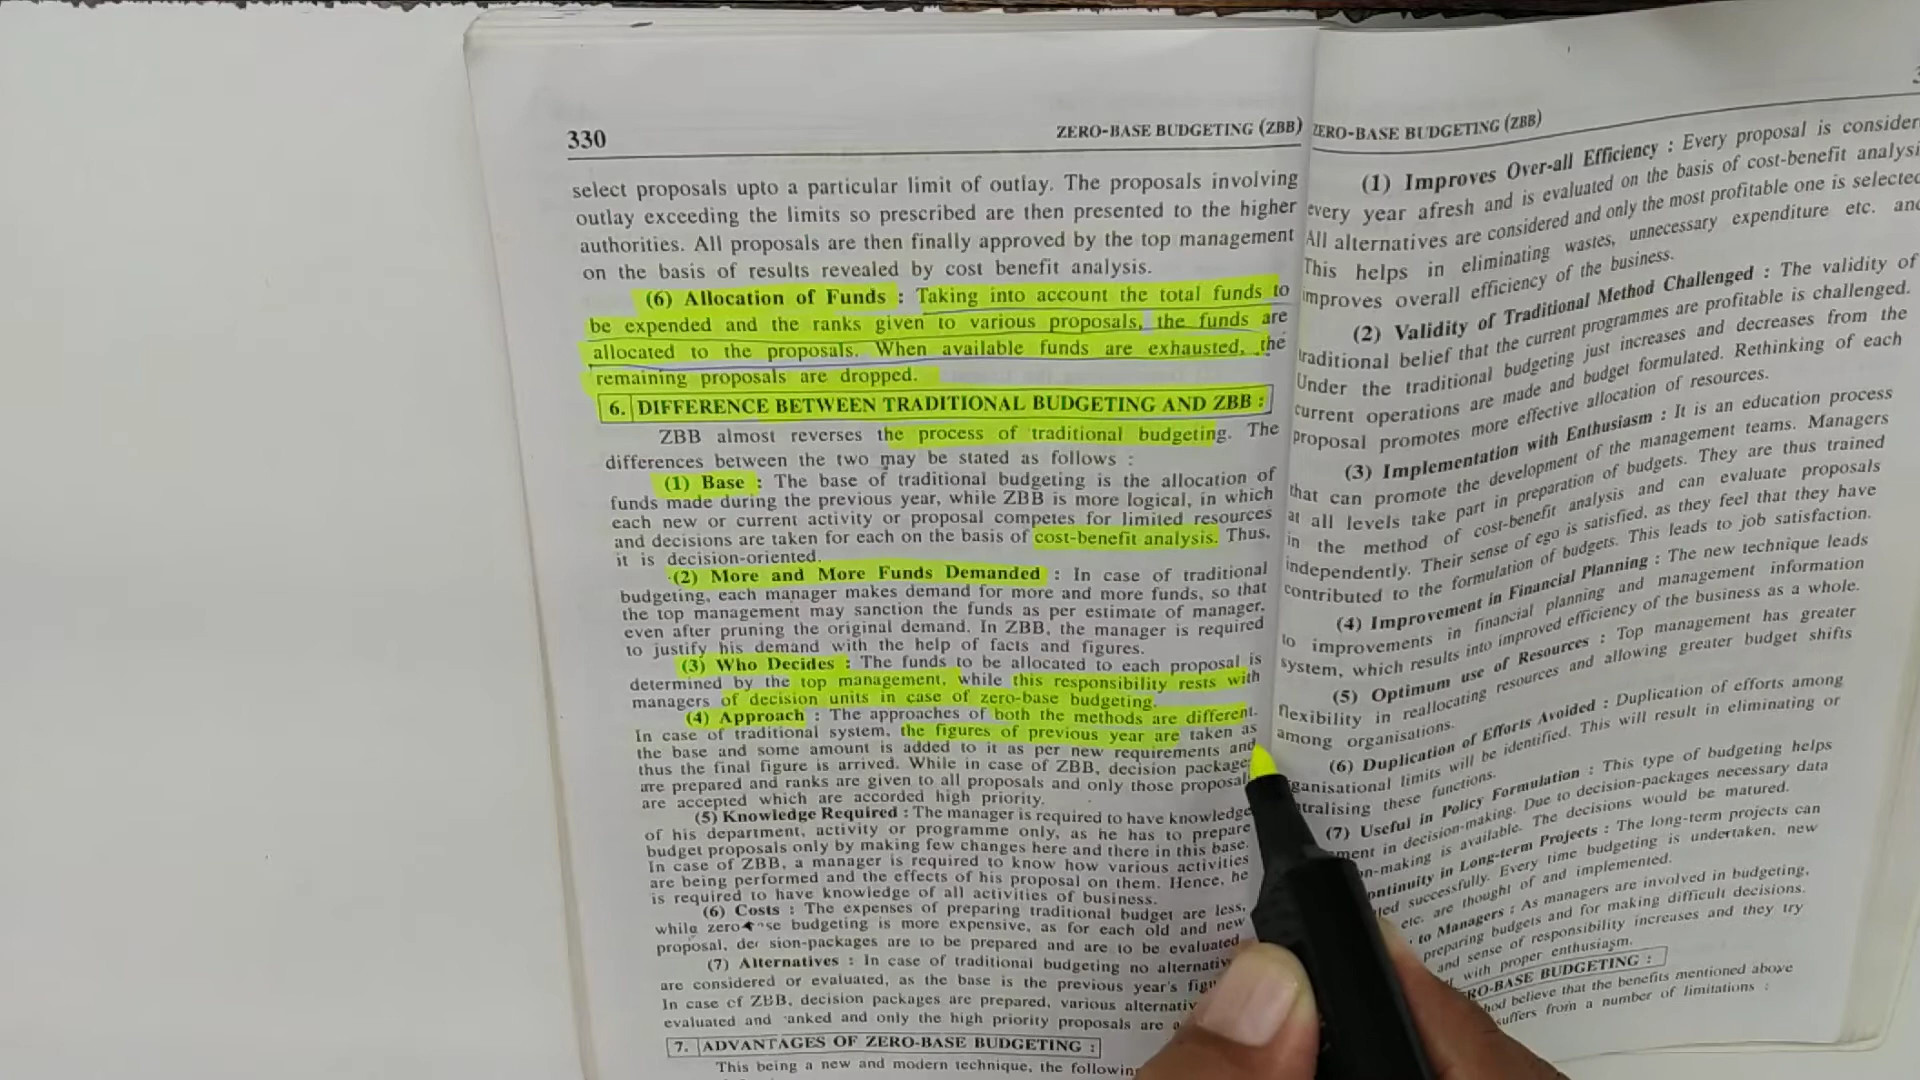 330
ZERO-BASE BUDGETING (ZBB)
select proposals upto a particular limit of outlay. The proposals involving
outlay exceeding the limits so prescribed are then presented to the higher
authorities. All proposals are then finally approved by the top management
on the basis of results revealed by cost benefit analysis.
(6) Allocation of Funds : Taking into account the total funds to
be expended and the ranks given to various proposals, the funds are
allocated to the proposals. When available funds are exhausted, the
remaining proposals are dropped.
6. DIFFERENCE BETWEEN TRADITIONAL BUDGETING AND ZBB :
ZBB almost reverses the process of traditional budgeting. The
differences between the two may be stated as follows :
(1) Base : The base of traditional budgeting is the allocation of
funds made during the previous year, while ZBB is more logical, in which
each new or current activity or proposal competes for limited resources
and decisions are taken for each on the basis of cost-benefit analysis. Thus,
it is decision-oriented.
(2) More and More Funds Demanded : In case of traditional
budgeting, each manager makes demand for more and more funds, so that
the top management may sanction the funds as per estimate of manager,
even after pruning the original demand. In ZBB, the manager is required
to justify his demand with the help of facts and figures.
(3) Who Decides : The funds to be allocated to each proposal is
determined by the top management, while this responsibility rests with
managers of decision units in case of zero-base budgeting.
(4) Approach : The approaches of both the methods are different.
In case of traditional system, the figures of previous year are taken as
the base and some amount is added to it as per new requirements and
thus the final figure is arrived. While in case of ZBB, decision package
are prepared and ranks are given to all proposals and only those proposal
are accepted which are accorded high priority.
(5) Knowledge Required : The manager is required to have knowledge
of his department, activity or programme only, as he has to prepare
budget proposals only by making few changes here and there in this base.
In case of ZBB, a manager is required to know how various activities
are being performed and the effects of his proposal on them. Hence, he
is required to have knowledge of all activities of business.
(6) Costs : The expenses of preparing traditional budget are less,
while zero budgeting is more expensive, as for each old and new
proposal, sion-packages are to be prepared and are to be evaluated
(7) Alternatives : In case of traditional budgeting no
are considered or evaluated, as the base is the previous year's
In case of ZBB, decision packages are prepared, various
evaluated and anked and only the high priority proposals are
7. ADVANTAGES OF ZERO-BASE BUDGETING :
This being a new and modern technique, the following
ZERO-BASE BUDGETING (ZBB)
(1) Improves Over-all Efficiency : Every proposal is consider
every year afresh and is evaluated on the basis of cost-benefit analysi
All alternatives are considered and only the most profitable one is selected
This helps in eliminating wastes, unnecessary expenditure etc. and
improves overall efficiency of the business.
(2) Validity of Traditional Method Challenged : The validity of
traditional belief that the current programmes are profitable is challenged.
Under the traditional budgeting just increases and decreases from the
current operations are made and budget formulated. Rethinking of each
proposal promotes more effective allocation of resources.
(3) Implementation with Enthusiasm : It is an education process
that can promote the development of the management teams. Managers
at all levels take part in preparation of budgets. They are thus trained
in the method of cost-benefit analysis and can evaluate proposals
independently. Their sense of ego is satisfied, as they feel that they have
contributed to the formulation of budgets. This leads to job satisfaction.
(4) Improvement in Financial Planning : The new technique leads
to improvements in financial planning and management information
system, which results into improved efficiency of the business as a whole.
(5) Optimum use of Resources : Top management has greater
flexibility in reallocating resources and allowing greater budget shifts
among organisations.
(6) Duplication of Efforts Avoided : Duplication of efforts among
ganisational limits will be identified. This will result in eliminating or
tralising these functions.
(7) Useful in Policy Formulation : This type of budgeting helps
ment in decision-making. Due to decision-packages necessary data
on-making is available. The decisions would be matured.
ontinuity in Long-term Projects : The long-term projects can
ted successfully. Every time budgeting is undertaken, new
etc. are thought of and implemented.
to Managers : As managers are involved in budgeting,
preparing budgets and for making difficult decisions.
and sense of responsibility increases and they try
with proper enthusiasm.
RO-BASE BUDGETING :
hod believe that the benefits mentioned above
suffers from a number of limitations :